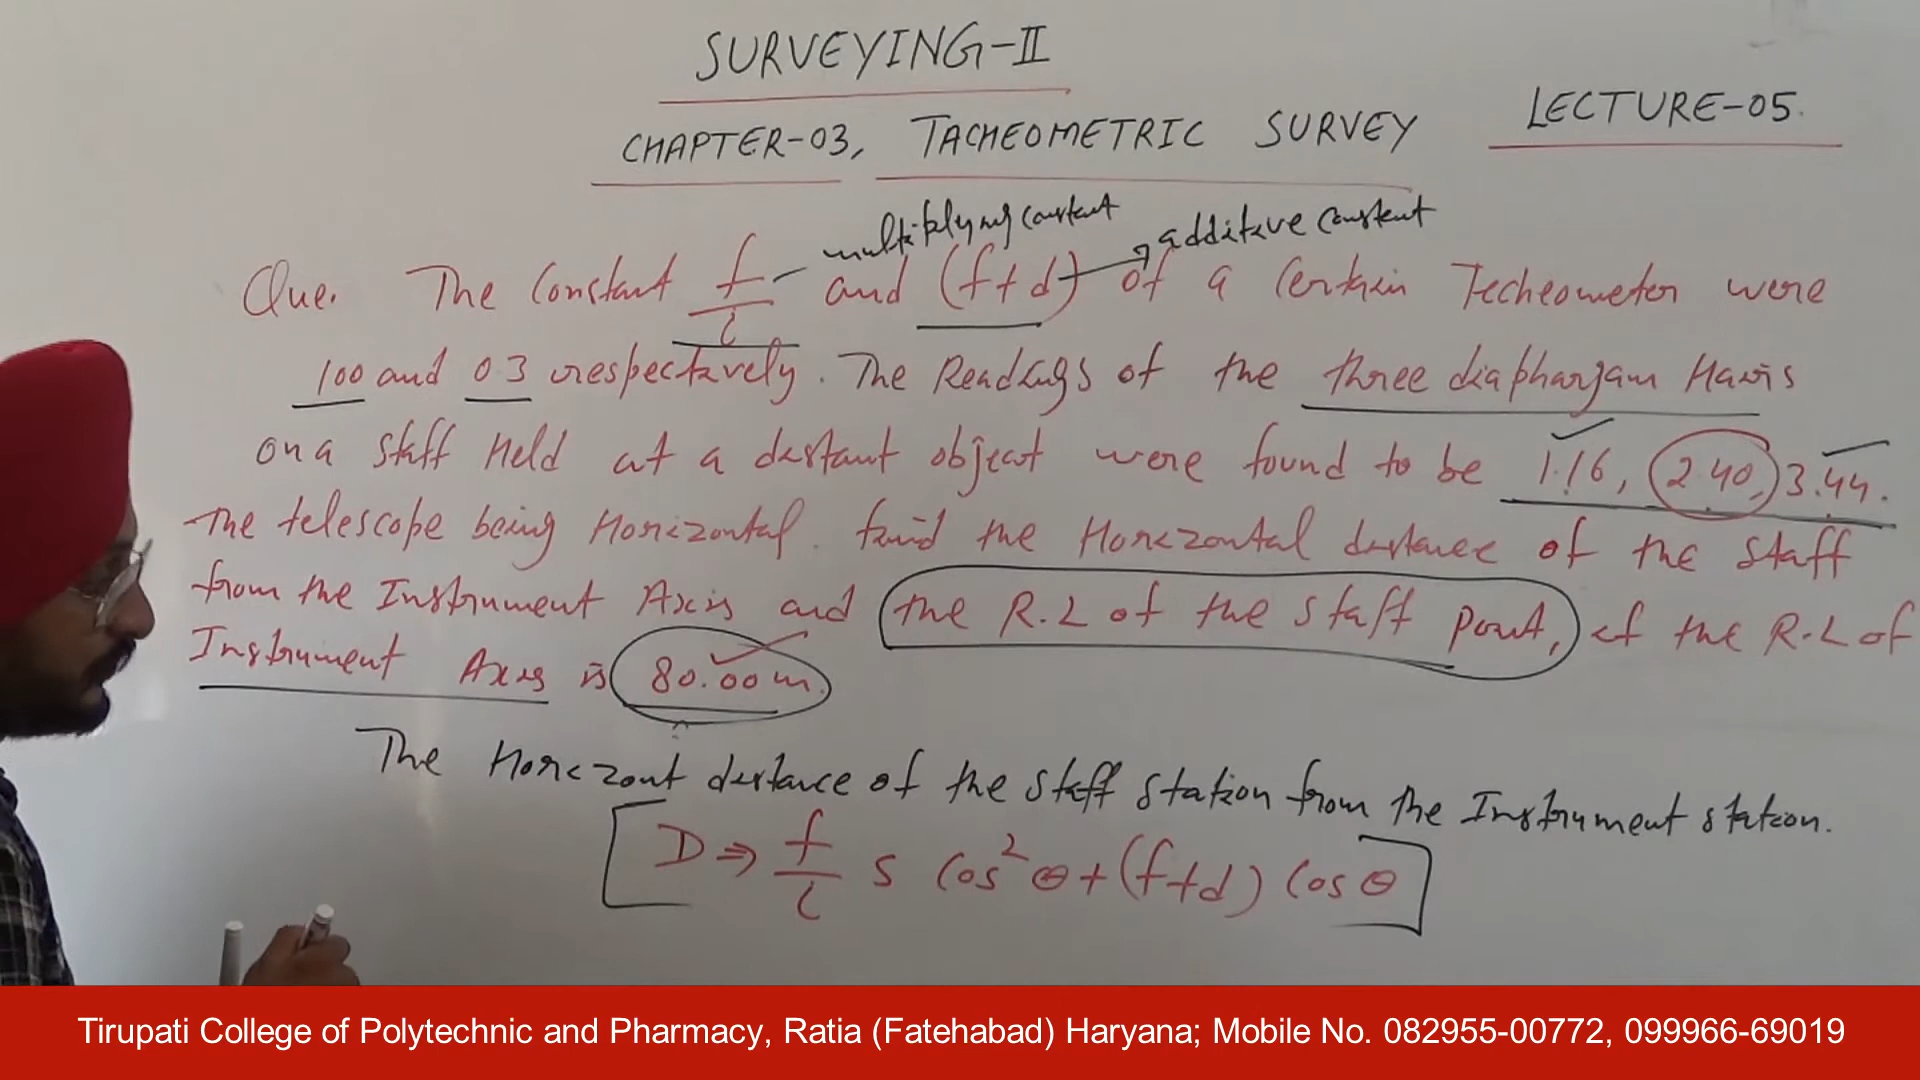 SURVEYING-II
LECTURE-05.
CHAPTER-03, TACHEOMETRIC SURVEY
multiplying constant additive constant
Que. The Constant f/i and (f+d) of a Certain Techeometer were
100 and 0.3 respectively. The Readings of the three diaphargam Hairs
on a staff Held at a distant object were found to be 1.16, 2.40, 3.44.
The telescope being Horizontal. find the Horizontal distance of the staff
from the Instrument Axis and the R.L of the staff point, if the R.L of
Instrument Axis is 80.00 m.
The Horizont distance of the staff station from the Instrument station.
D ⇒ f/i s Cos²θ + (f+d) Cos θ
Tirupati College of Polytechnic and Pharmacy, Ratia (Fatehabad) Haryana; Mobile No. 082955-00772, 099966-69019